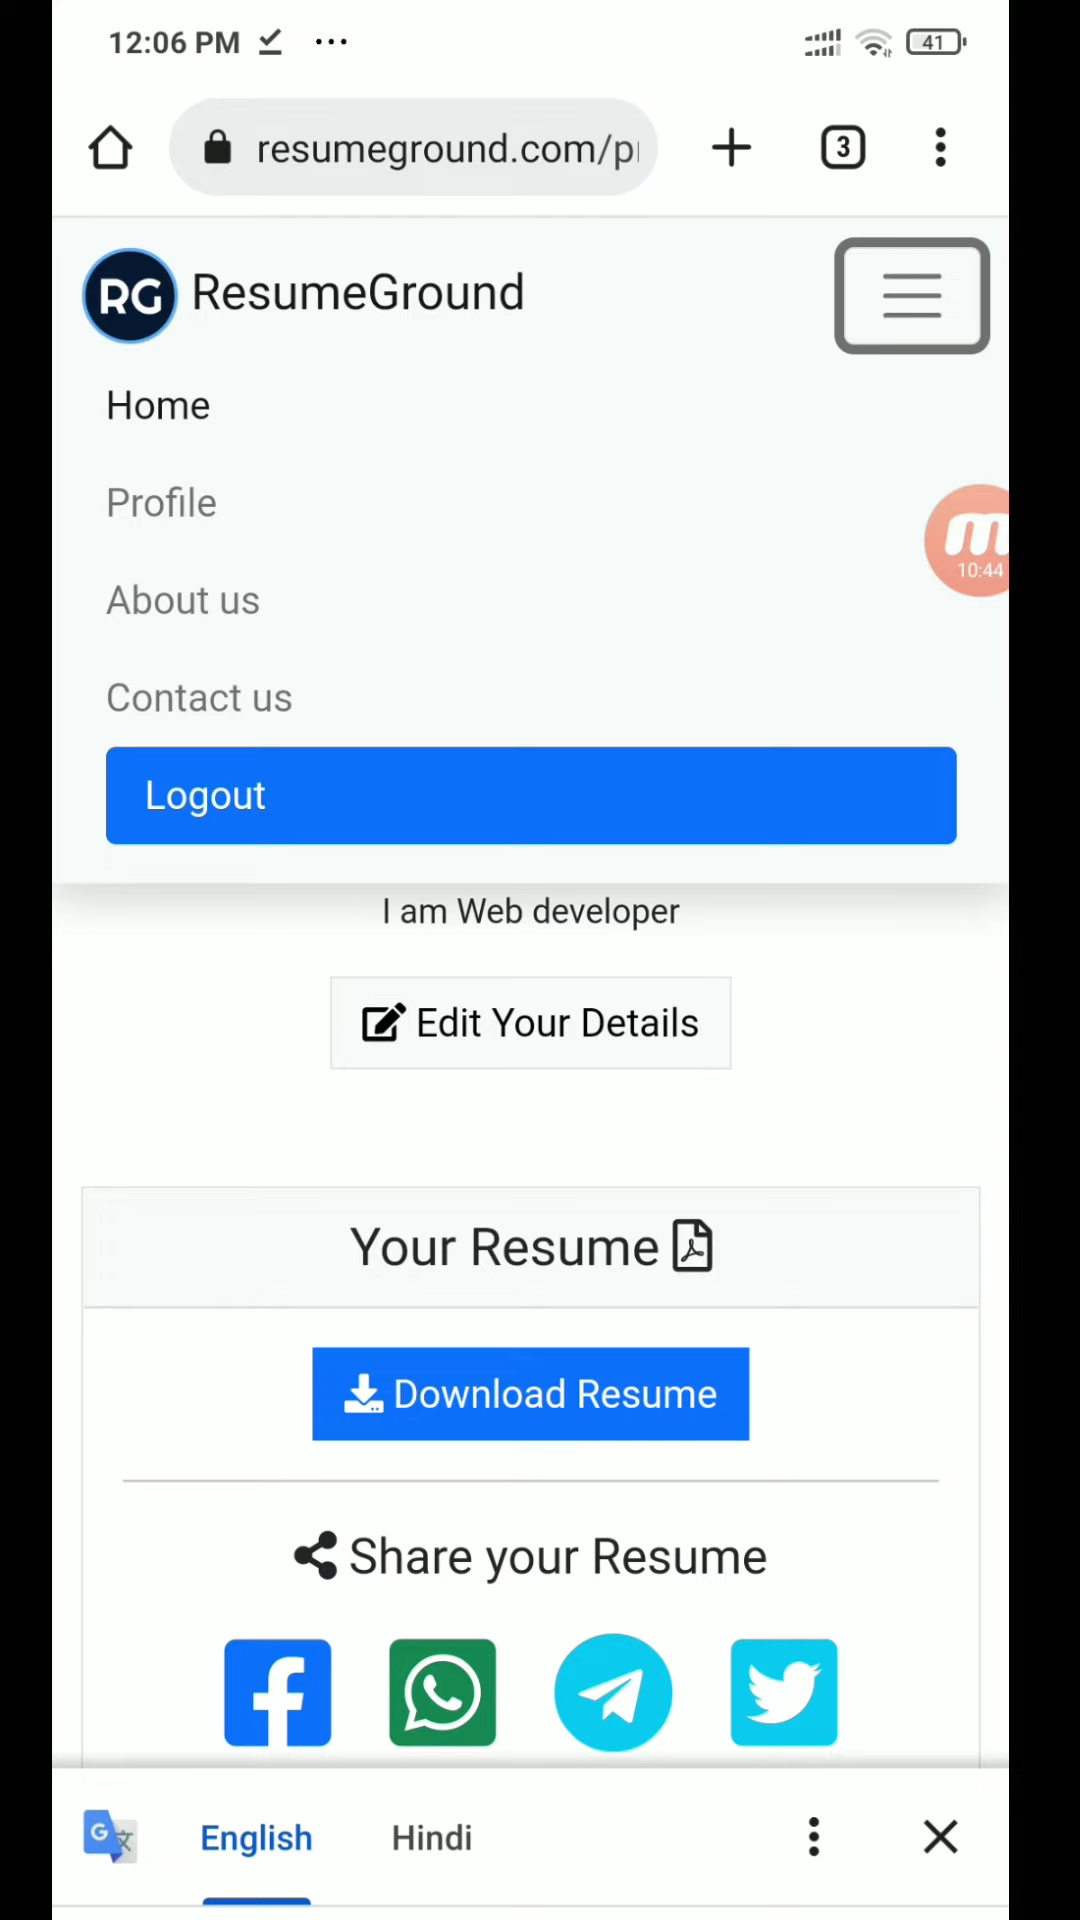 12:06 PM
41
resumeground.com/p
3
RG ResumeGround
Home
Profile
10:44
About us
Contact us
Logout
I am Web developer
Edit Your Details
Your Resume
Download Resume
Share your Resume
English Hindi